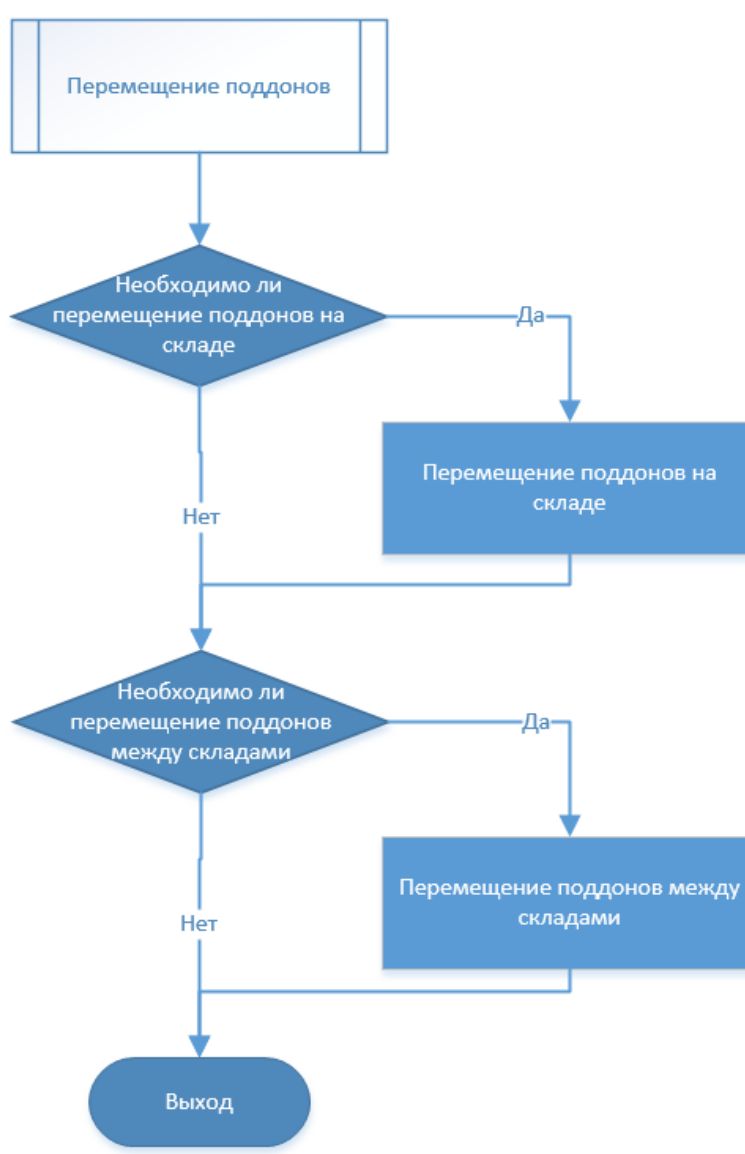 Перемещение поддонов
Необходимо ли
перемещение поддонов на
складе
Да
Перемещение поддонов на
складе
Нет
Необходимо ли
перемещение поддонов
между складами
Да
Перемещение поддонов между
складами
Нет
Выход